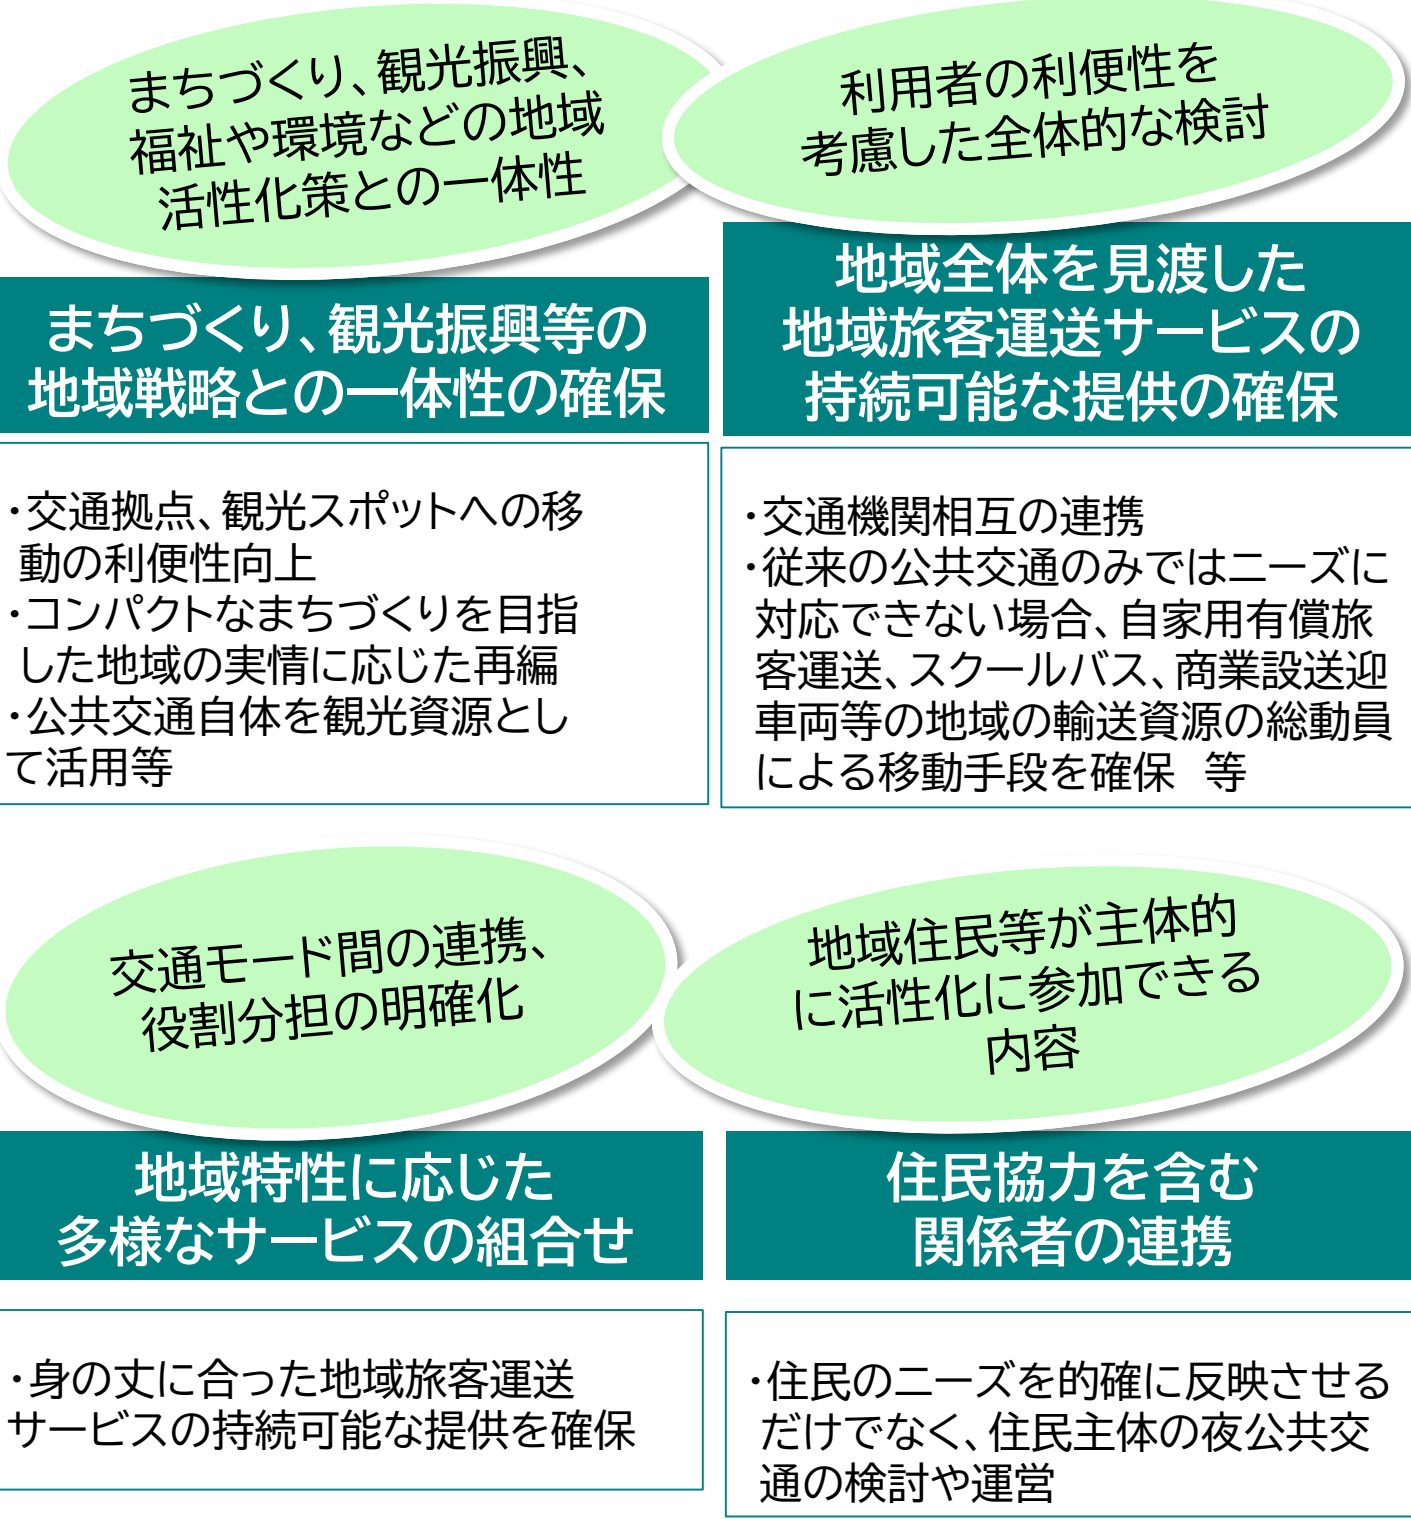 まちづくり、観光振興、
福祉や環境などの地域
活性化策との一体性
利用者の利便性を
考慮した全体的な検討
まちづくり、観光振興等の
地域戦略との一体性の確保
地域全体を見渡した
地域旅客運送サービスの
持続可能な提供の確保
・交通拠点、観光スポットへの移
動の利便性向上
・コンパクトなまちづくりを目指
した地域の実情に応じた再編
・公共交通自体を観光資源とし
て活用等
・交通機関相互の連携
・従来の公共交通のみではニーズに
対応できない場合、自家用有償旅
客運送、スクールバス、商業設送迎
車両等の地域の輸送資源の総動員
による移動手段を確保　等
交通モード間の連携、
役割分担の明確化
地域住民等が主体的
に活性化に参加できる
内容
地域特性に応じた
多様なサービスの組合せ
住民協力を含む
関係者の連携
・身の丈に合った地域旅客運送
サービスの持続可能な提供を確保
・住民のニーズを的確に反映させる
だけでなく、住民主体の夜公共交
通の検討や運営